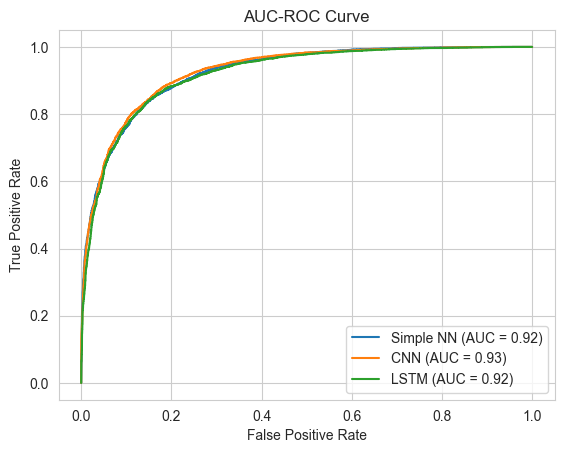 AUC-ROC Curve
True Positive Rate
1.0
0.8
0.6
0.4
0.2
0.0
Simple NN (AUC = 0.92)
CNN (AUC = 0.93)
LSTM (AUC = 0.92)
0.0 0.2 0.4 0.6 0.8 1.0
False Positive Rate